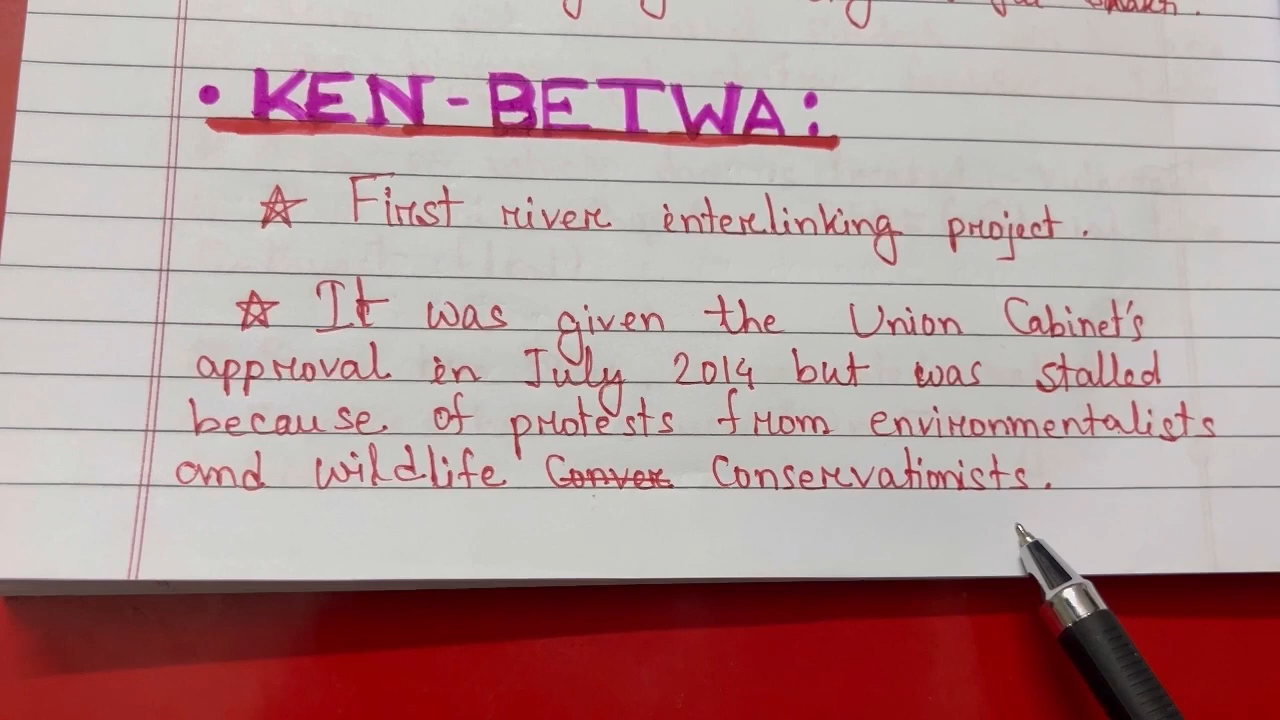 • KEN-BETWA:
☆ First river interlinking project.
☆ It was given the Union Cabinet's
approval in July 2014 but was stalled
because of protests from environmentalists
and wildlife ~~Conver~~ Conservationists.